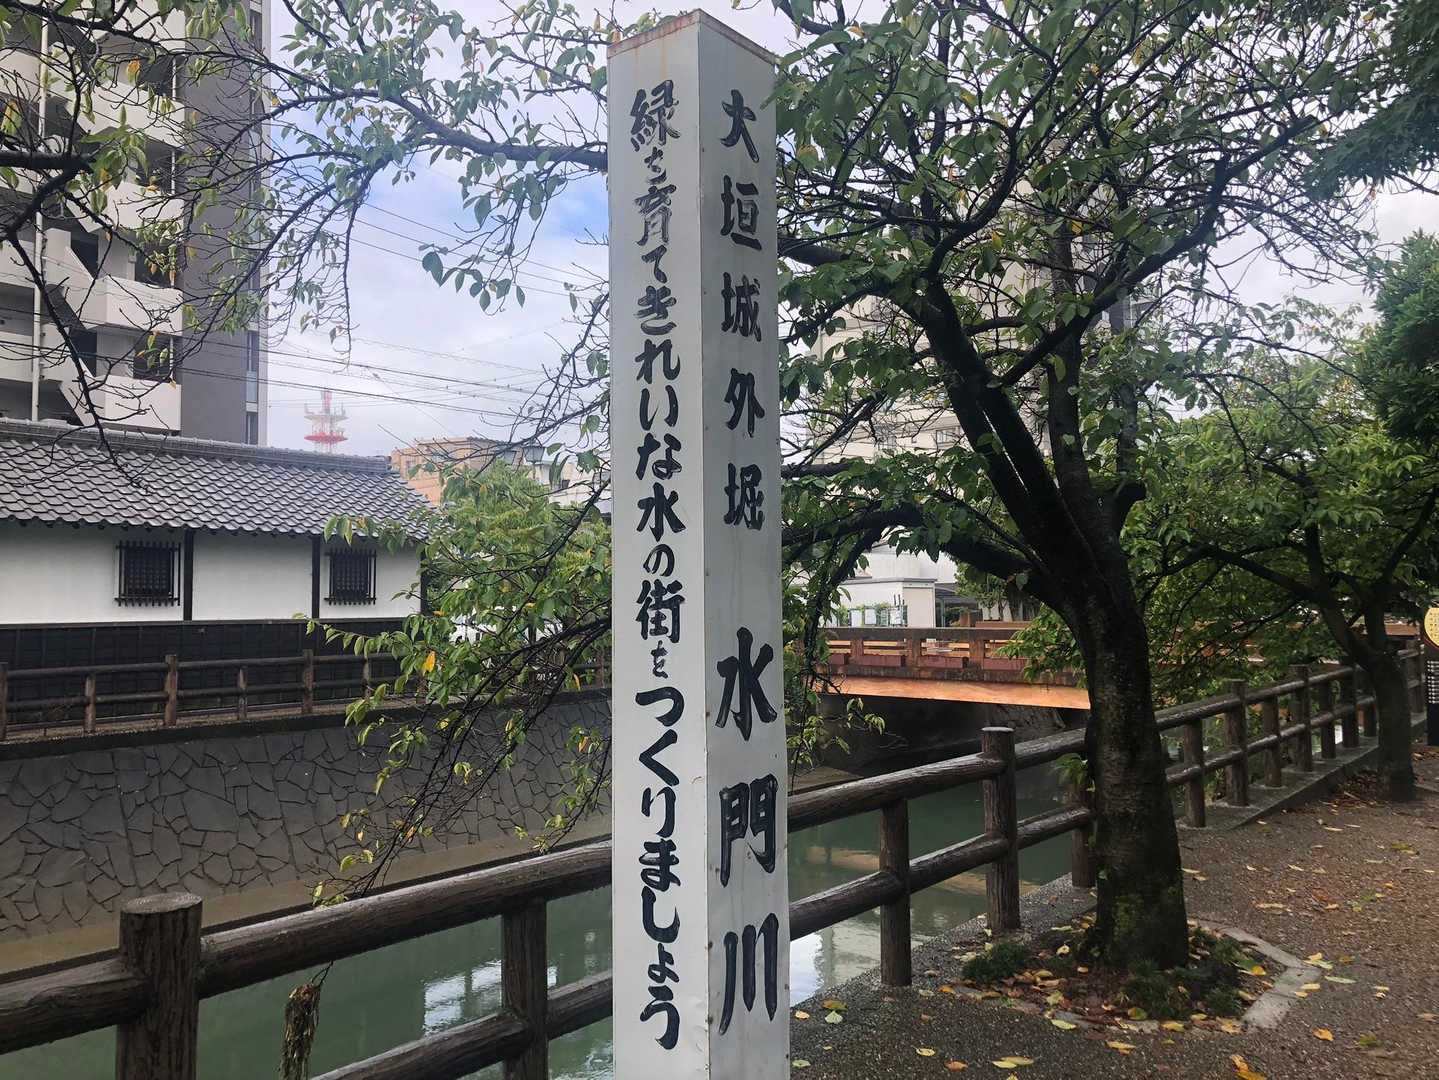 大垣城外堀 水門川
緑を育てきれいな水の街をつくりましょう